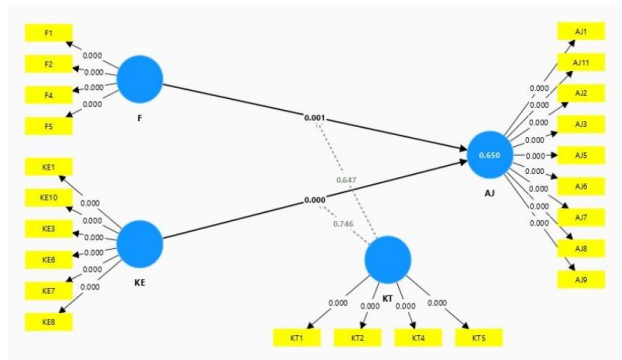 F1
F2
F4
F5
0.000
0.000
0.000
0.000
F
KE1
KE10
KE3
KE6
KE7
KE8
0.000
0.000
0.000
0.000
0.000
0.000
KE
0.001
0.000
0.647
0.746
0.650
AJ
AJ1
AJ11
AJ2
AJ3
AJ5
AJ6
AJ7
AJ8
AJ9
0.000
0.000
0.000
0.000
0.000
0.000
0.000
0.000
0.000
KT
0.000
0.000
0.000
0.000
KT1
KT2
KT4
KT5